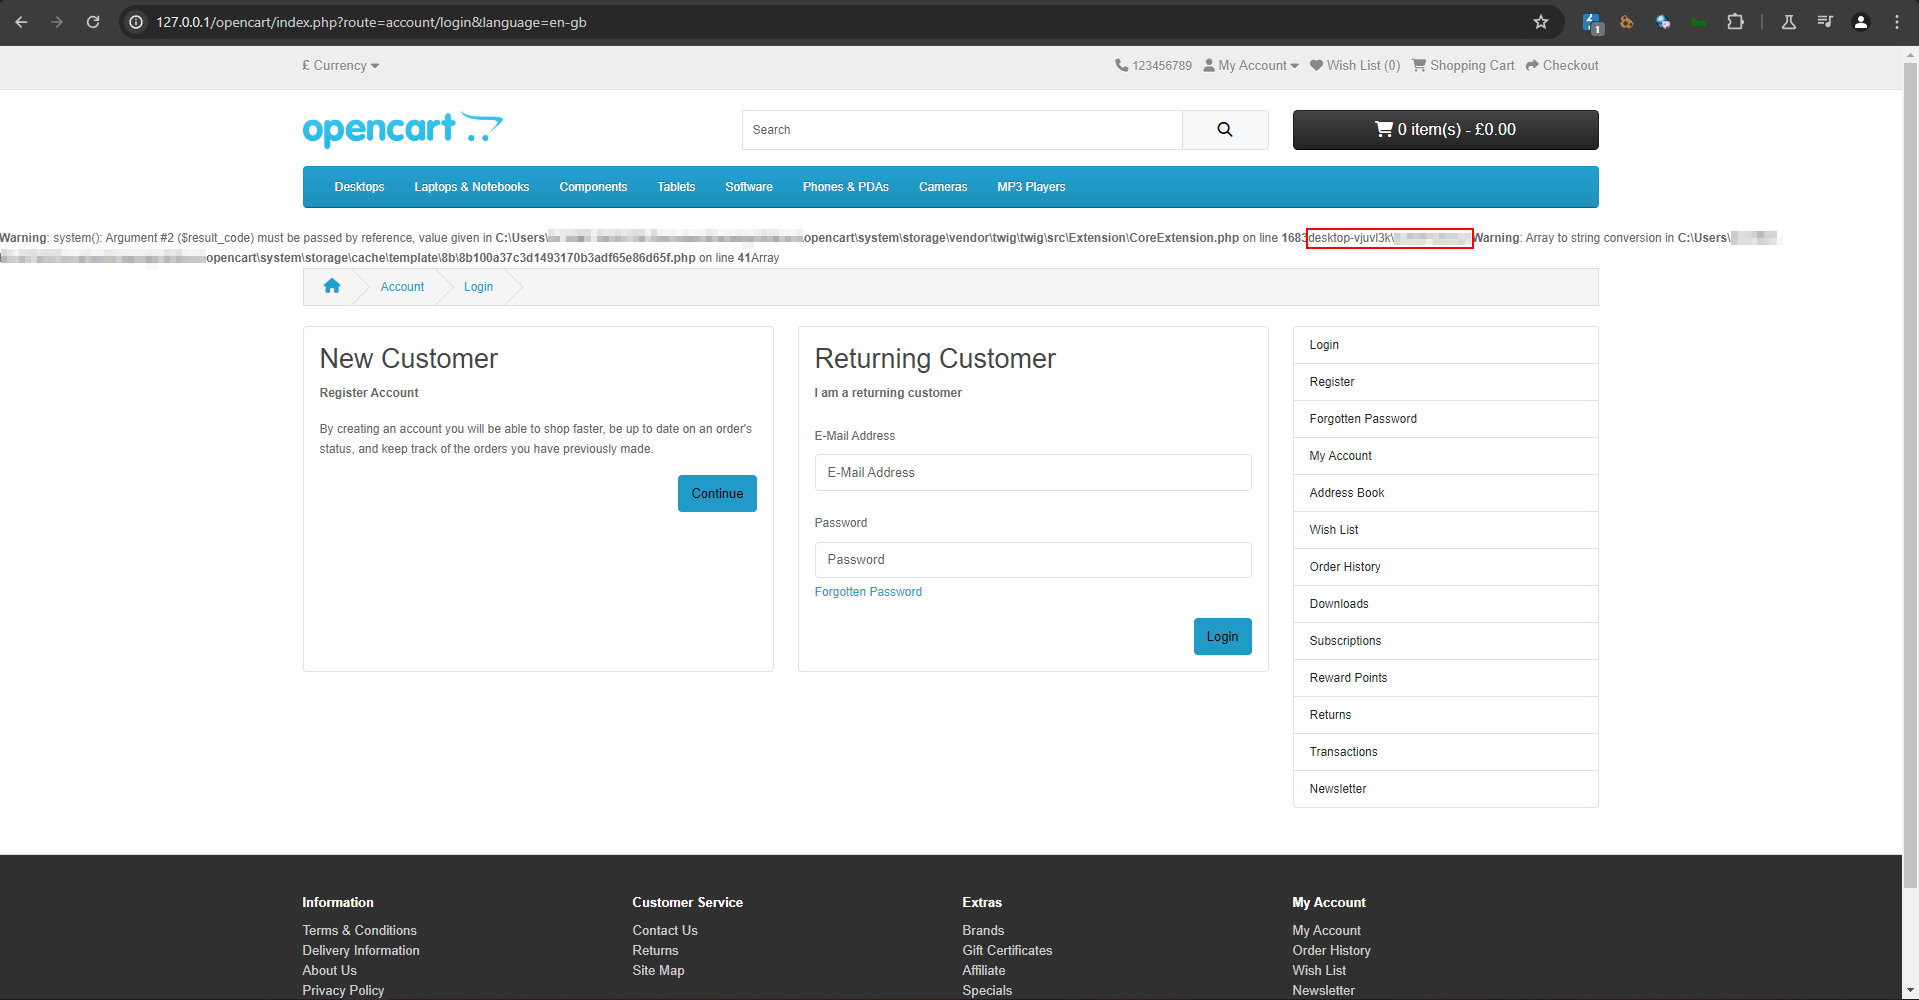 127.0.0.1/opencart/index.php?route=account/login&language=en-gb
1
£ Currency
123456789 My Account Wish List (0) Shopping Cart Checkout
opencart
Search
0 item(s) - £0.00
Desktops Laptops & Notebooks Components Tablets Software Phones & PDAs Cameras MP3 Players
Warning: system(): Argument #2 ($result_code) must be passed by reference, value given in C:\Users\ opencart\system\storage\vendor\twig\twig\src\Extension\CoreExtension.php on line 1683desktop-vjuvl3k\ Warning: Array to string conversion in C:\Users\
opencart\system\storage\cache\template\8b\8b100a37c3d1493170b3adf65e86d65f.php on line 41Array
Account Login
New Customer
Register Account
By creating an account you will be able to shop faster, be up to date on an order's
status, and keep track of the orders you have previously made.
Continue
Returning Customer
I am a returning customer
E-Mail Address
E-Mail Address
Password
Password
Forgotten Password
Login
Login
Register
Forgotten Password
My Account
Address Book
Wish List
Order History
Downloads
Subscriptions
Reward Points
Returns
Transactions
Newsletter
Information
Terms & Conditions
Delivery Information
About Us
Privacy Policy
Customer Service
Contact Us
Returns
Site Map
Extras
Brands
Gift Certificates
Affiliate
Specials
My Account
My Account
Order History
Wish List
Newsletter